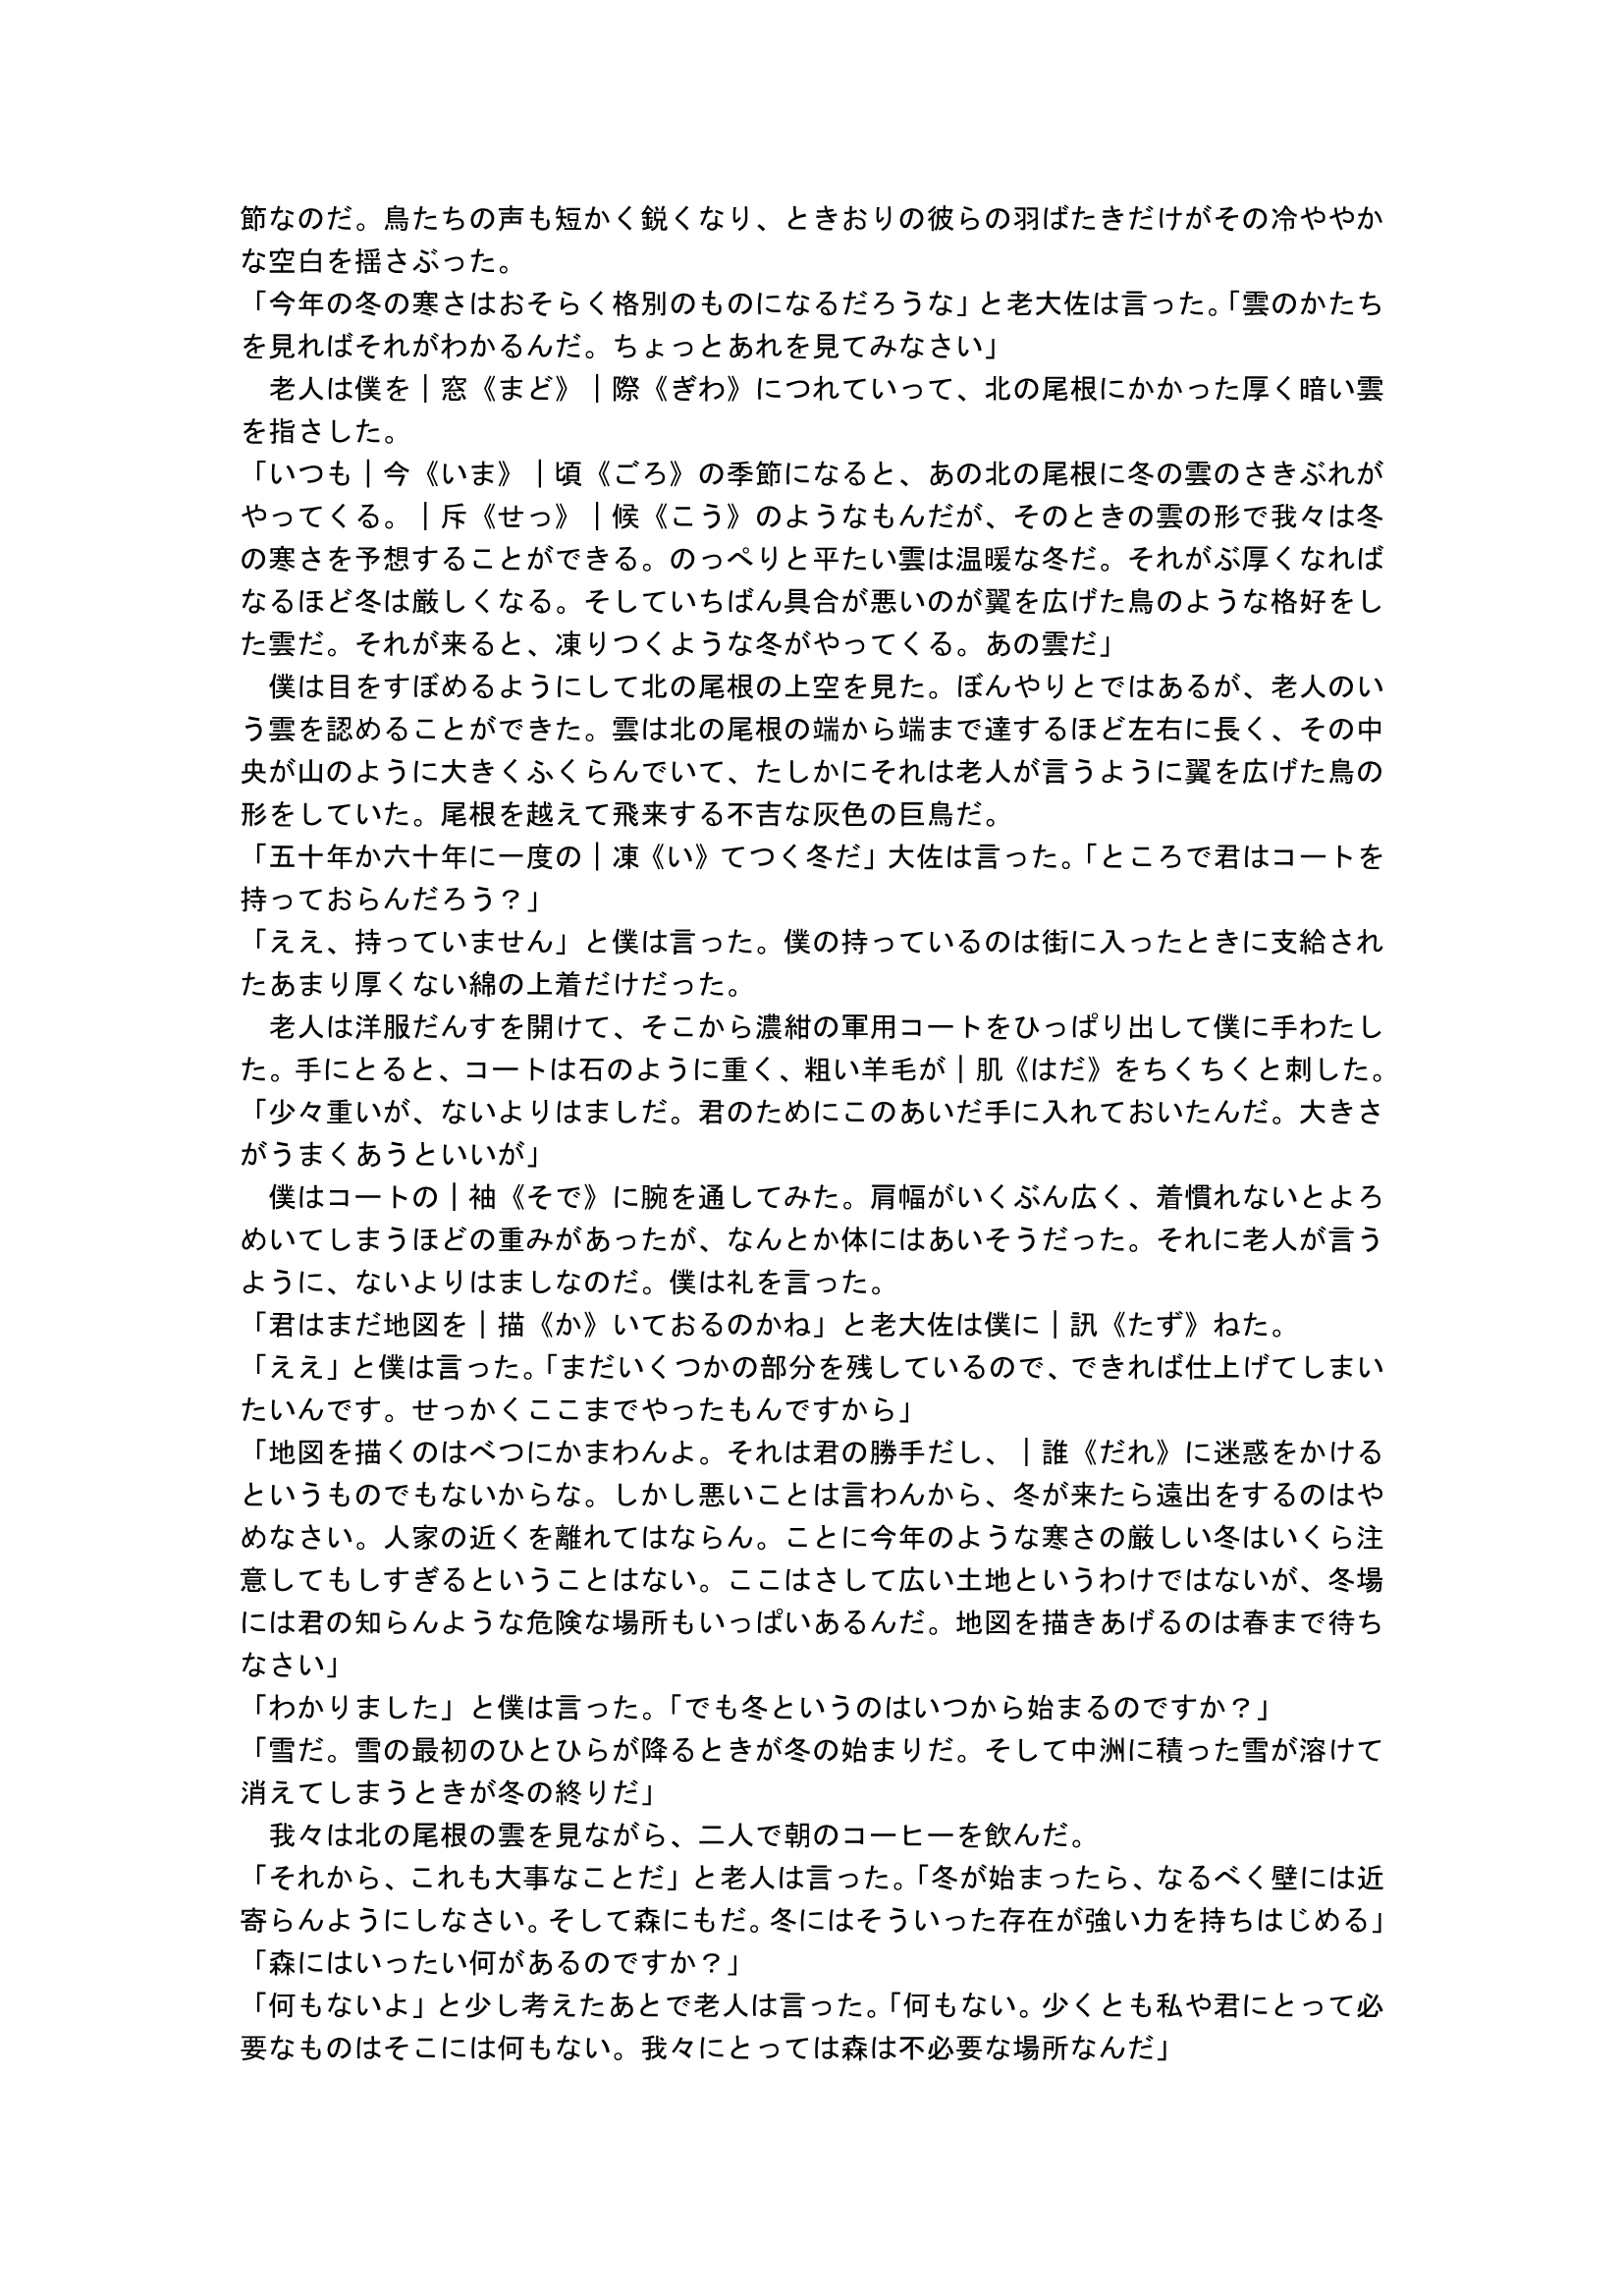 節なのだ。鳥たちの声も短かく鋭くなり、ときおりの彼らの羽ばたきだけがその冷ややか
な空白を揺さぶった。
「今年の冬の寒さはおそらく格別のものになるだろうな」と老大佐は言った。「雲のかたち
を見ればそれがわかるんだ。ちょっとあれを見てみなさい」
　老人は僕を｜窓《まど》｜際《ぎわ》につれていって、北の尾根にかかった厚く暗い雲
を指さした。
「いつも｜今《いま》｜頃《ごろ》の季節になると、あの北の尾根に冬の雲のさきぶれが
やってくる。｜斥《せっ》｜候《こう》のようなもんだが、そのときの雲の形で我々は冬
の寒さを予想することができる。のっぺりと平たい雲は温暖な冬だ。それがぶ厚くなれば
なるほど冬は厳しくなる。そしていちばん具合が悪いのが翼を広げた鳥のような格好をし
た雲だ。それが来ると、凍りつくような冬がやってくる。あの雲だ」
　僕は目をすぼめるようにして北の尾根の上空を見た。ぼんやりとではあるが、老人のい
う雲を認めることができた。雲は北の尾根の端から端まで達するほど左右に長く、その中
央が山のように大きくふくらんでいて、たしかにそれは老人が言うように翼を広げた鳥の
形をしていた。尾根を越えて飛来する不吉な灰色の巨鳥だ。
「五十年か六十年に一度の｜凍《い》てつく冬だ」大佐は言った。「ところで君はコートを
持っておらんだろう？」
「ええ、持っていません」と僕は言った。僕の持っているのは街に入ったときに支給され
たあまり厚くない綿の上着だけだった。
　老人は洋服だんすを開けて、そこから濃紺の軍用コートをひっぱり出して僕に手わたし
た。手にとると、コートは石のように重く、粗い羊毛が｜肌《はだ》をちくちくと刺した。
「少々重いが、ないよりはましだ。君のためにこのあいだ手に入れておいたんだ。大きさ
がうまくあうといいが」
　僕はコートの｜袖《そで》に腕を通してみた。肩幅がいくぶん広く、着慣れないとよろ
めいてしまうほどの重みがあったが、なんとか体にはあいそうだった。それに老人が言う
ように、ないよりはましなのだ。僕は礼を言った。
「君はまだ地図を｜描《か》いておるのかね」と老大佐は僕に｜訊《たず》ねた。
「ええ」と僕は言った。「まだいくつかの部分を残しているので、できれば仕上げてしまい
たいんです。せっかくここまでやったもんですから」
「地図を描くのはべつにかまわんよ。それは君の勝手だし、｜誰《だれ》に迷惑をかける
というものでもないからな。しかし悪いことは言わんから、冬が来たら遠出をするのはや
めなさい。人家の近くを離れてはならん。ことに今年のような寒さの厳しい冬はいくら注
意してもしすぎるということはない。ここはさして広い土地というわけではないが、冬場
には君の知らんような危険な場所もいっぱいあるんだ。地図を描きあげるのは春まで待ち
なさい」
「わかりました」と僕は言った。「でも冬というのはいつから始まるのですか？」
「雪だ。雪の最初のひとひらが降るときが冬の始まりだ。そして中洲に積った雪が溶けて
消えてしまうときが冬の終りだ」
　我々は北の尾根の雲を見ながら、二人で朝のコーヒーを飲んだ。
「それから、これも大事なことだ」と老人は言った。「冬が始まったら、なるべく壁には近
寄らんようにしなさい。そして森にもだ。冬にはそういった存在が強い力を持ちはじめる」
「森にはいったい何があるのですか？」
「何もないよ」と少し考えたあとで老人は言った。「何もない。少くとも私や君にとって必
要なものはそこには何もない。我々にとっては森は不必要な場所なんだ」